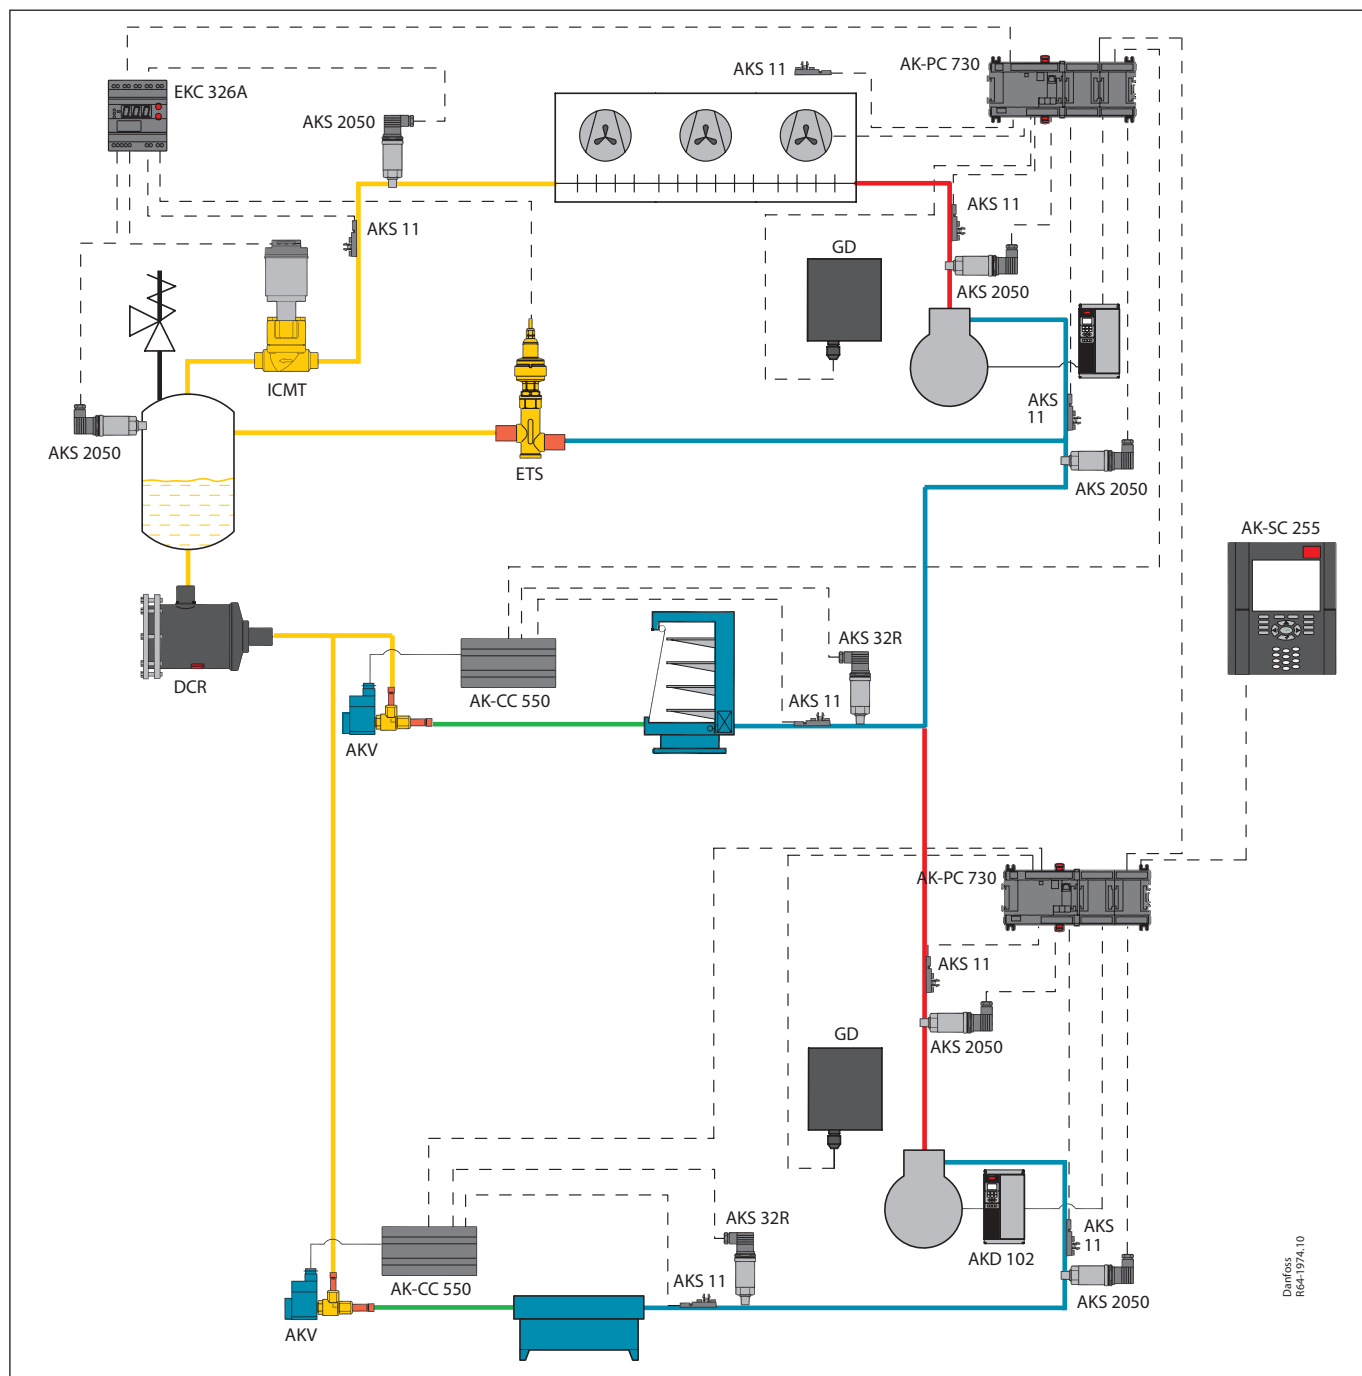 EKC 326A
AKS 2050
AKS 11
AK-PC 730
AKS 11
AKS 11
GD
AKS 2050
ICMT
AKS
11
AKS 2050
ETS
AKS 2050
AK-SC 255
AKS 32R
DCR
AK-CC 550
AKS 11
AKV
AK-PC 730
AKS 11
GD
AKS 2050
AKS 32R
AKS
11
AKD 102
AK-CC 550
AKS 11
AKS 2050
AKV
Danfoss
R64-1974.10